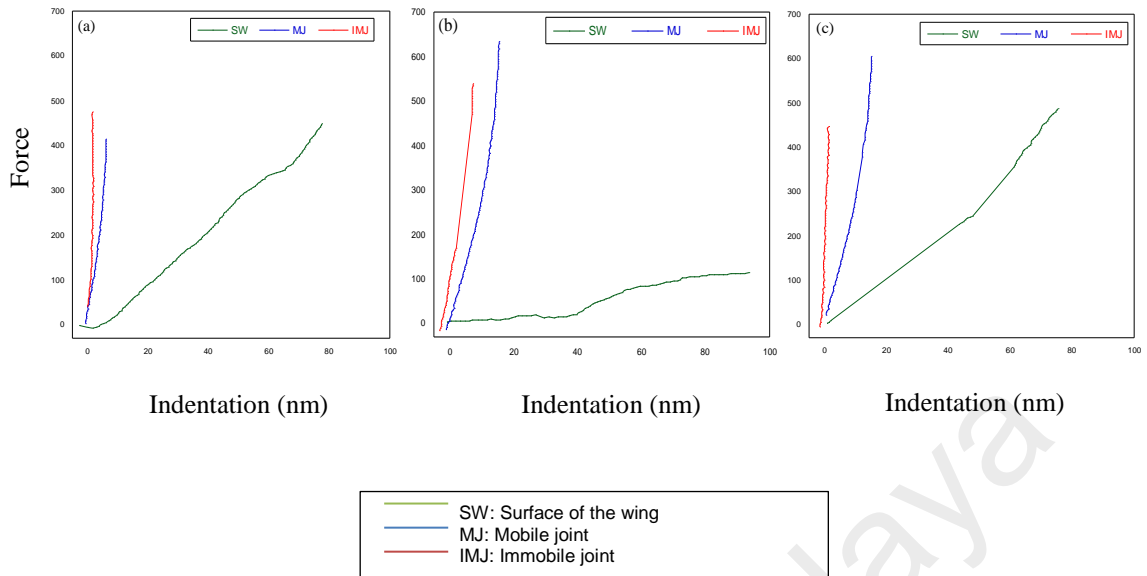 (a)
SW MJ IMJ
700
600
500
400
300
200
100
0
0 20 40 60 80 100
Force
Indentation (nm)
(b)
SW MJ IMJ
700
600
500
400
300
200
100
0
0 20 40 60 80 100
Indentation (nm)
(c)
SW MJ IMJ
700
600
500
400
300
200
100
0
0 20 40 60 80 100
Indentation (nm)
SW: Surface of the wing
MJ: Mobile joint
IMJ: Immobile joint
laya